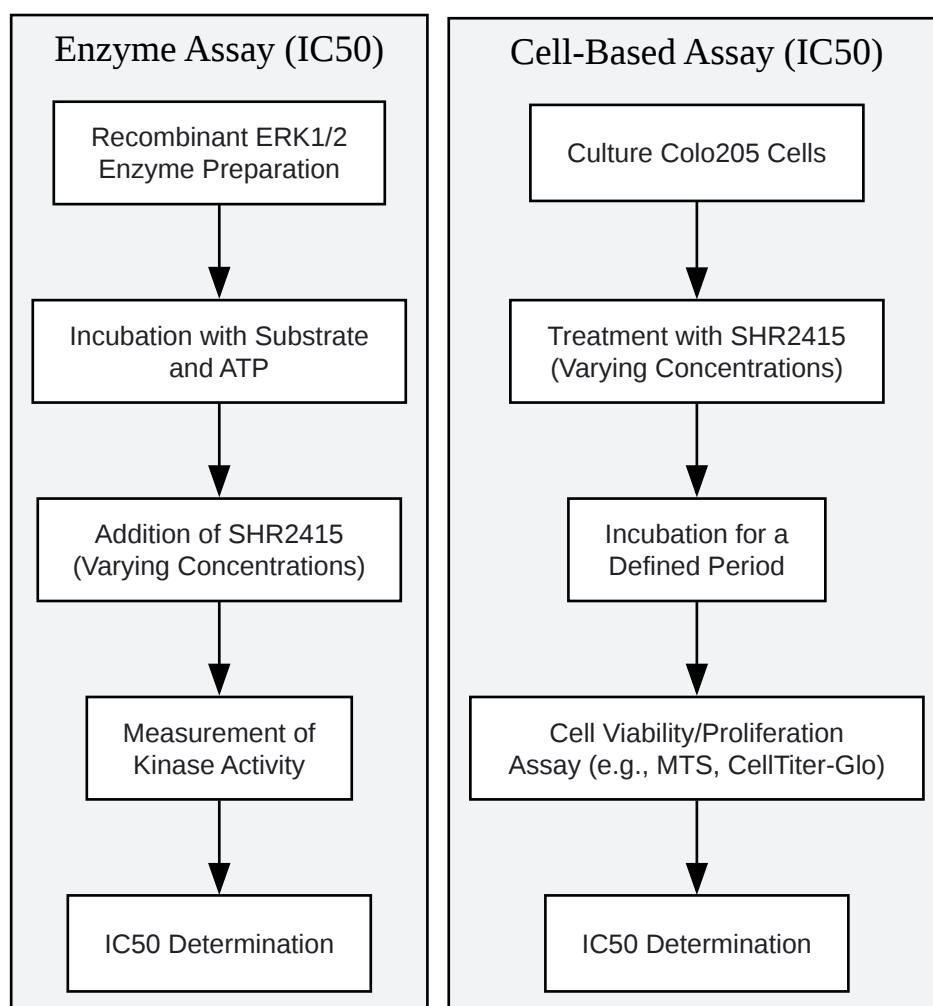 Enzyme Assay (IC50)
Recombinant ERK1/2
Enzyme Preparation
Incubation with Substrate
and ATP
Addition of SHR2415
(Varying Concentrations)
Measurement of
Kinase Activity
IC50 Determination
Cell-Based Assay (IC50)
Culture Colo205 Cells
Treatment with SHR2415
(Varying Concentrations)
Incubation for a
Defined Period
Cell Viability/Proliferation
Assay (e.g., MTS, CellTiter-Glo)
IC50 Determination